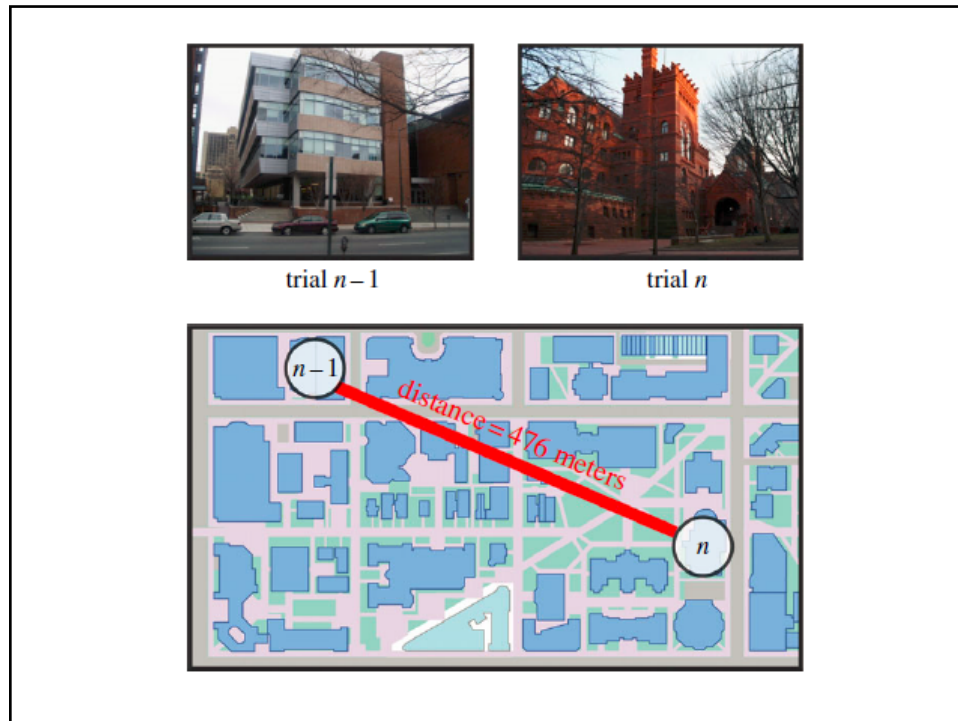 trial n – 1
trial n
n – 1
distance = 476 meters
n